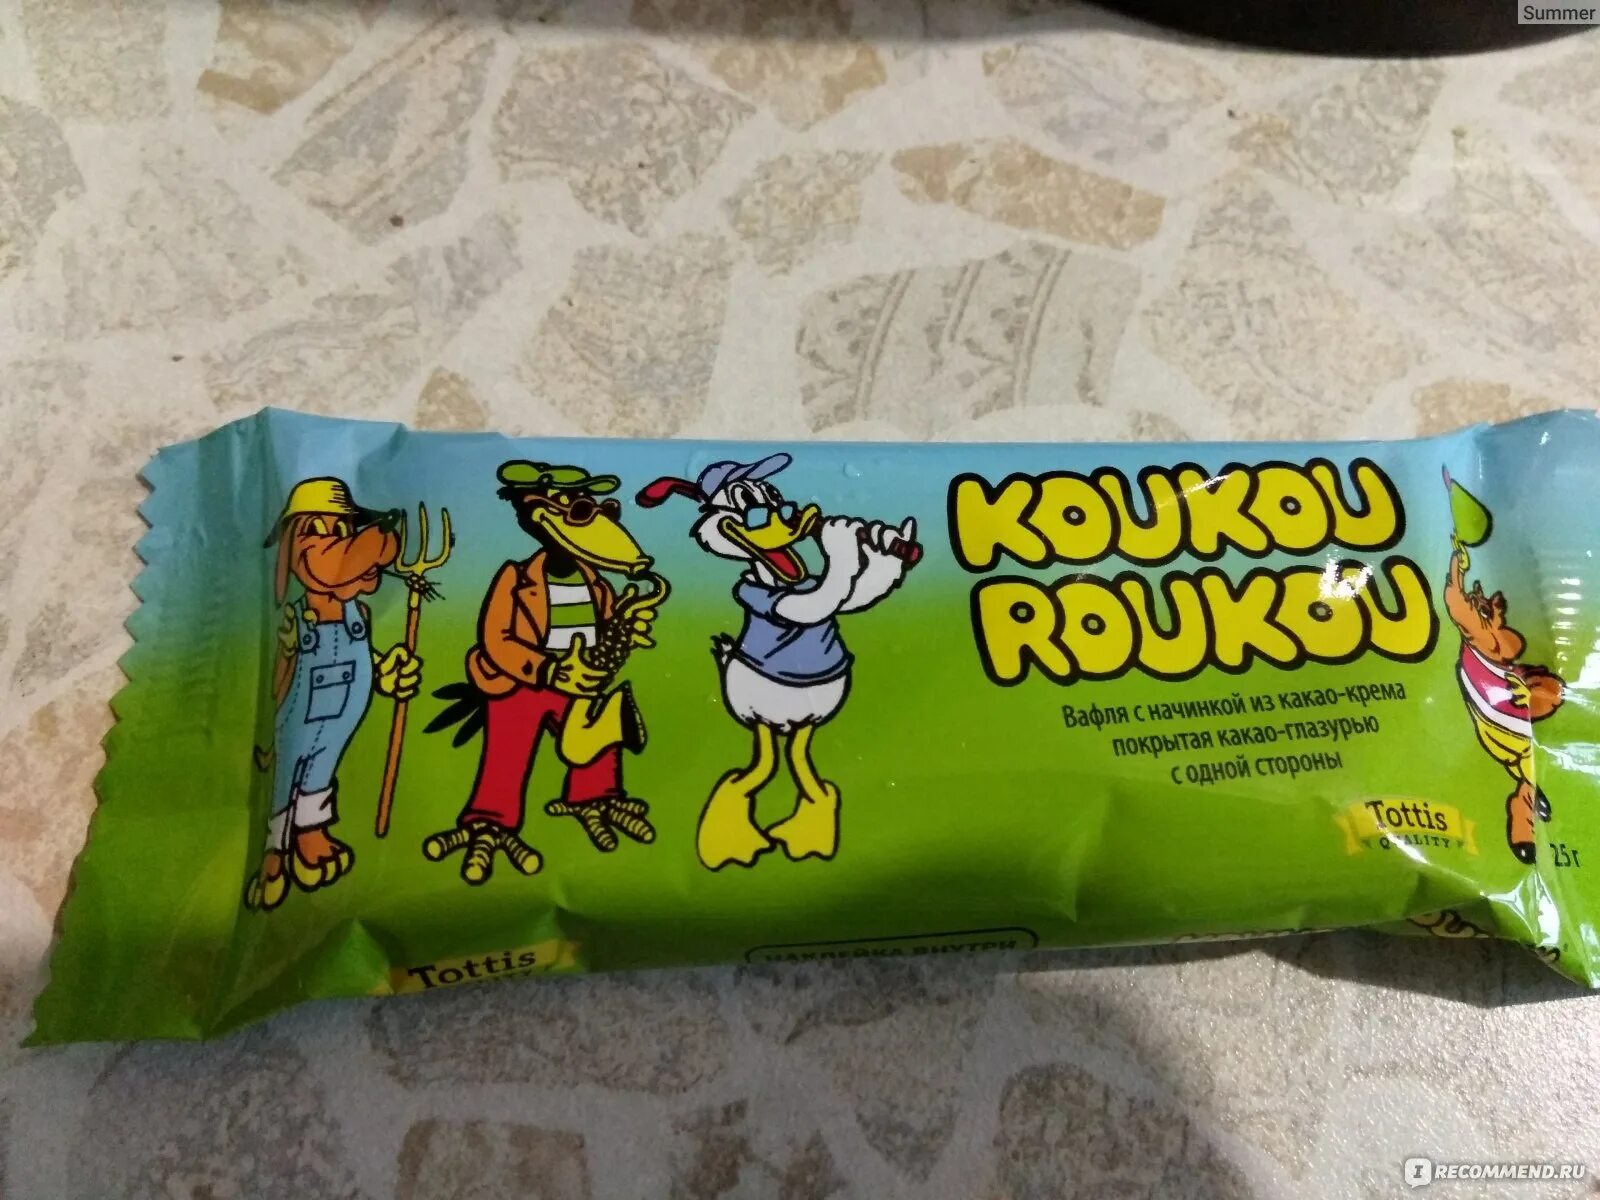 Summer
KOUKOU
ROUKOU
Вафля с начинкой из какао-крема
покрытая какао-глазурью
с одной стороны
Tottis
QUALITY
25г
Tottis
НАКЛЕЙКА ВНУТРИ
IRECOMMEND.RU